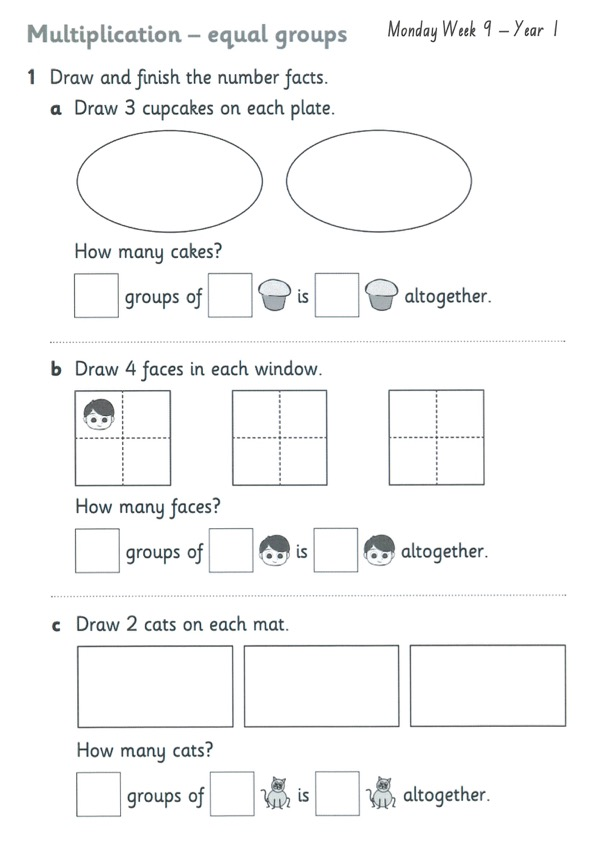 Multiplication – equal groups
Monday Week 9 – Year 1
1 Draw and finish the number facts.
a Draw 3 cupcakes on each plate.
How many cakes?
groups of is altogether.
b Draw 4 faces in each window.
How many faces?
groups of is altogether.
c Draw 2 cats on each mat.
How many cats?
groups of is altogether.